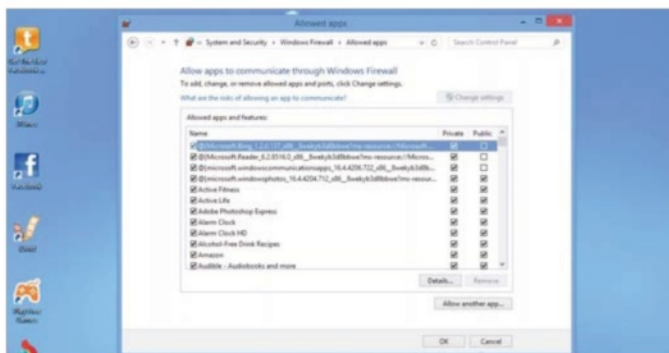 Allowed apps
System and Security › Windows Firewall › Allowed apps
Search Control Panel
Allow apps to communicate through Windows Firewall
To add, change, or remove allowed apps and ports, click Change settings.
What are the risks of allowing an app to communicate?
Change settings
Allowed apps and features:
Name Private Public
Active Fitness
Active Life
Adobe Photoshop Express
Alarm Clock
Alarm Clock HD
Alcohol-Free Drink Recipes
Amazon
Audible - Audiobooks and more
Details... Remove
Allow another app...
OK Cancel